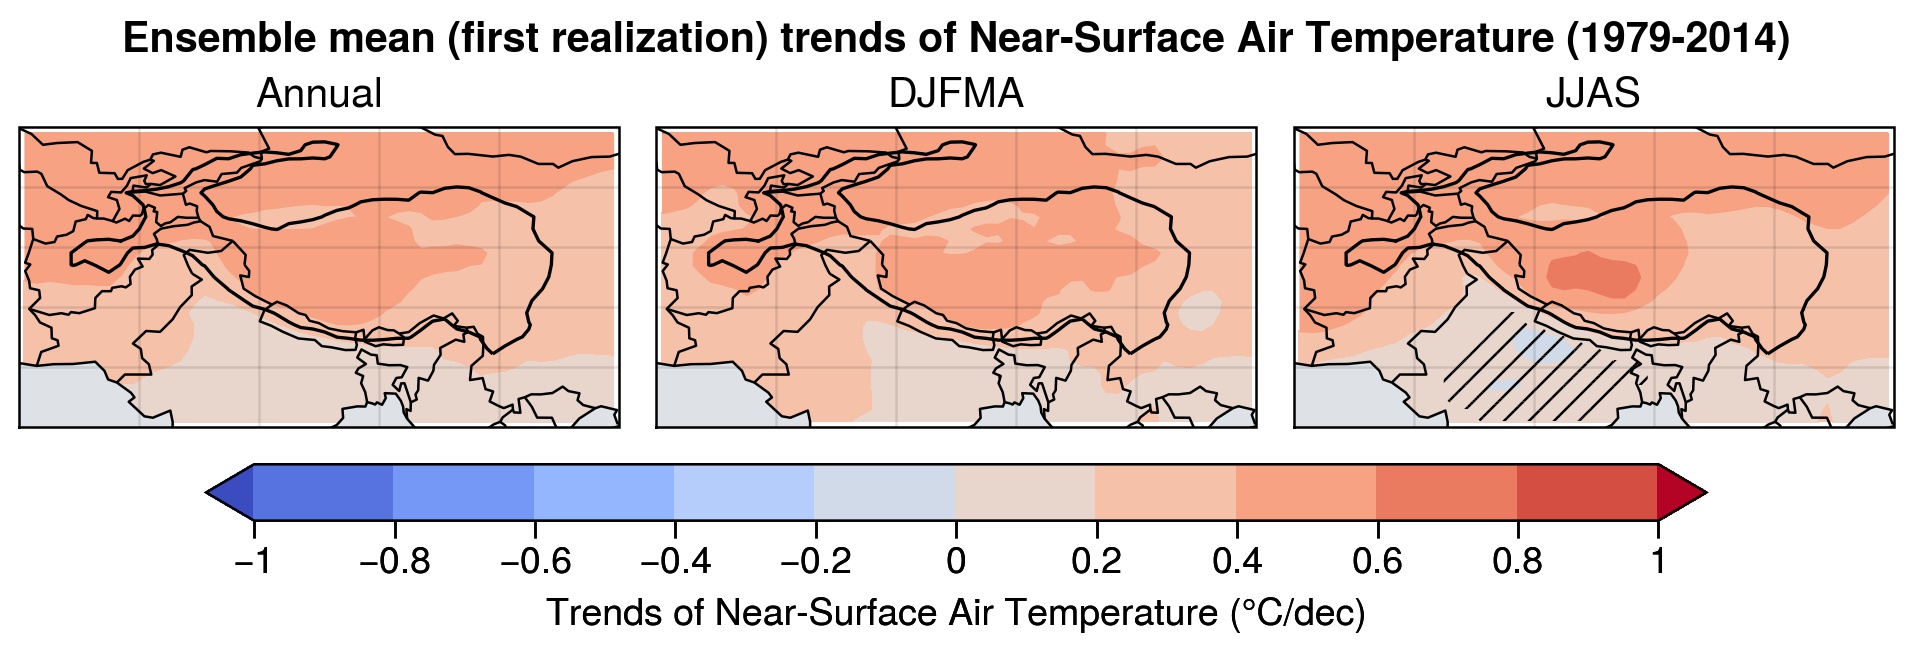 Ensemble mean (first realization) trends of Near-Surface Air Temperature (1979-2014)
Annual DJFMA JJAS
−1 −0.8 −0.6 −0.4 −0.2 0 0.2 0.4 0.6 0.8 1
Trends of Near-Surface Air Temperature (°C/dec)